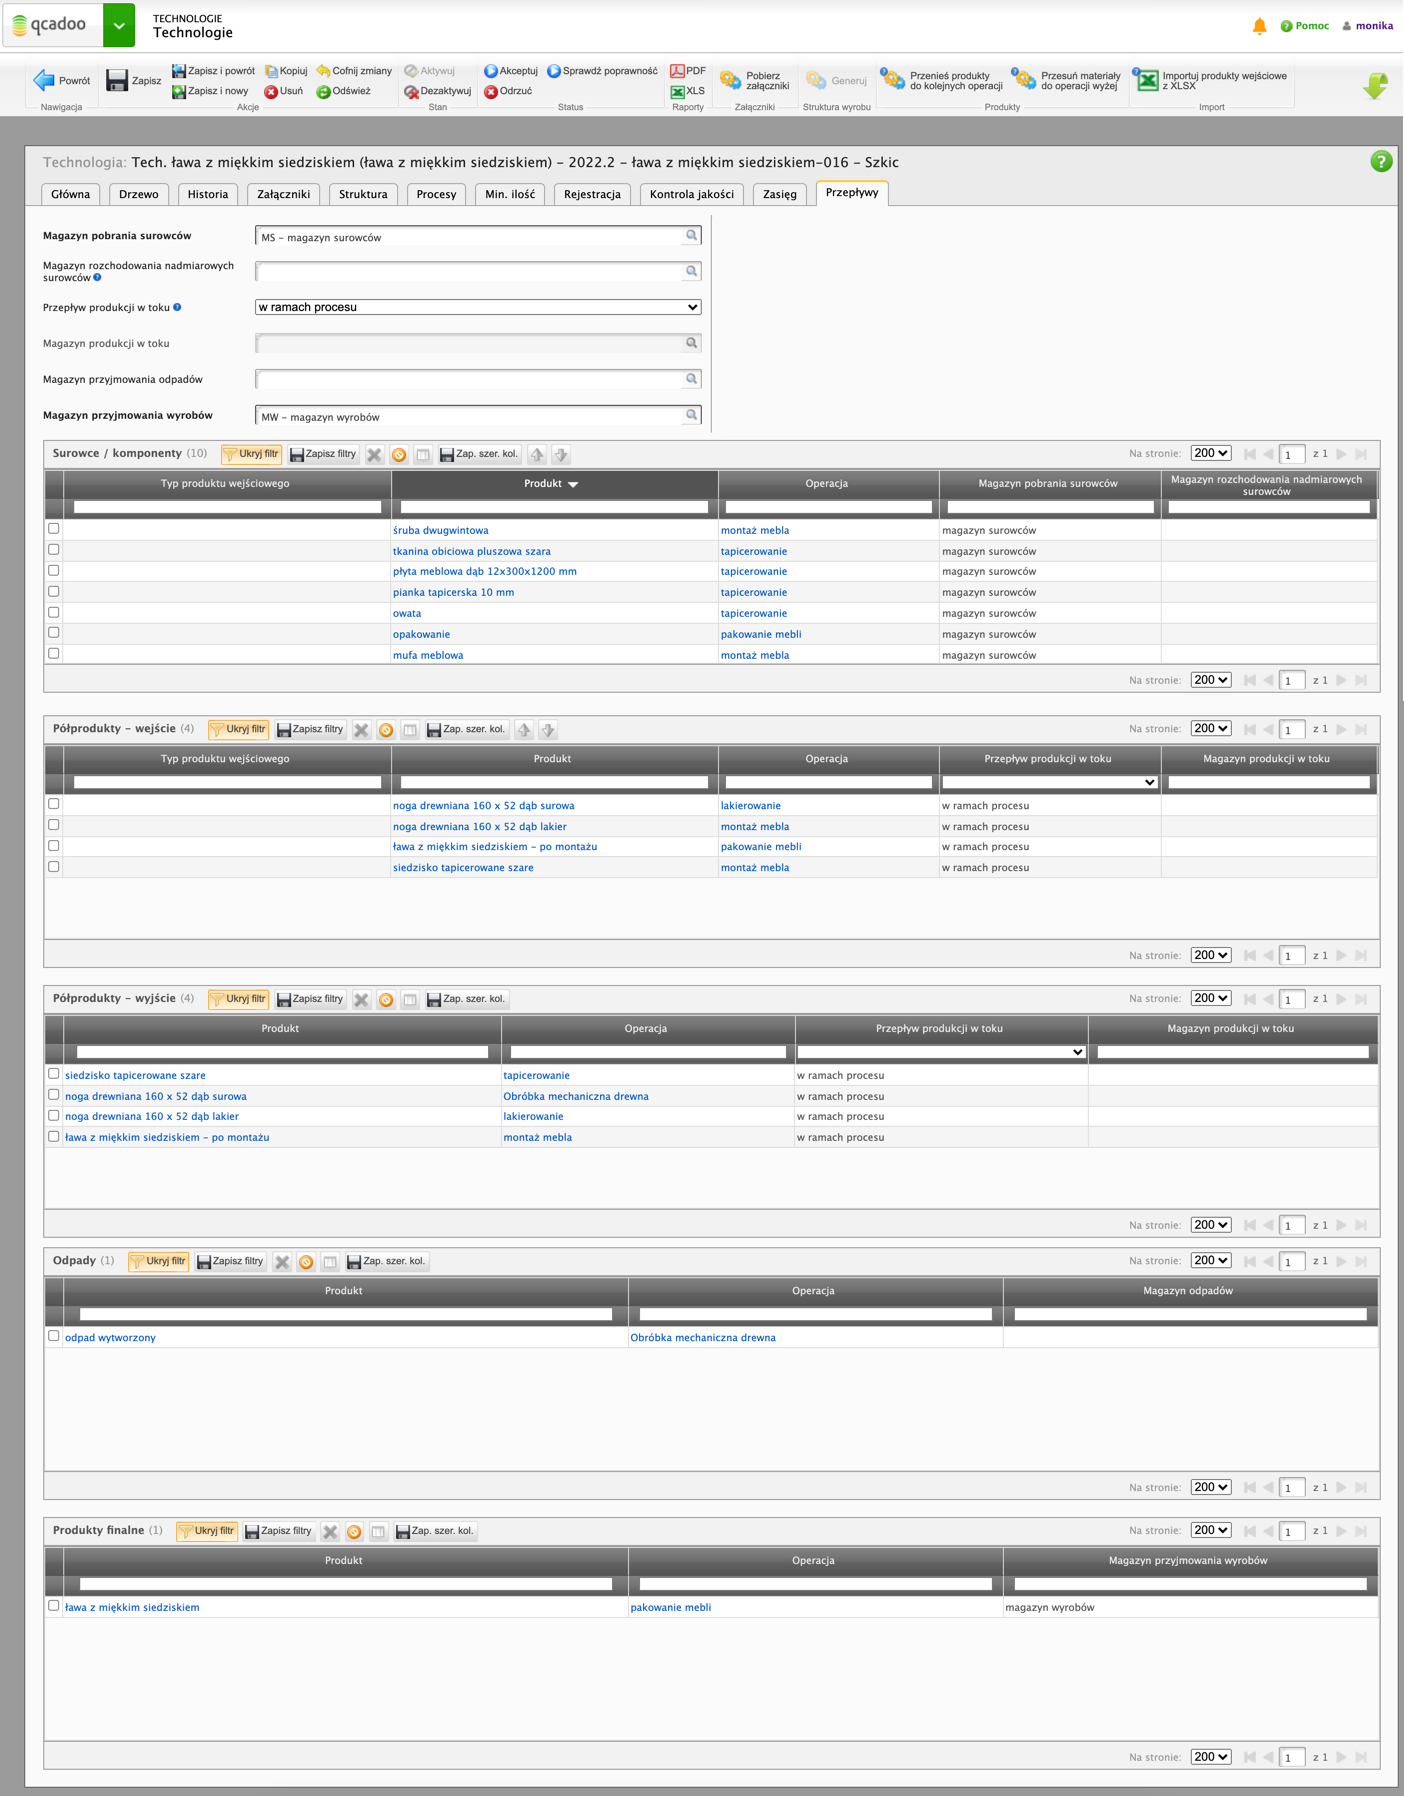 qcadoo
TECHNOLOGIE
Technologie
Pomoc
monika
Powrót
Nawigacja
Zapisz
Zapisz i powrót
Kopiuj
Cofnij zmiany
Zapisz i nowy
Usuń
Odśwież
Akcje
Aktywuj
Dezaktywuj
Stan
Akceptuj
Sprawdź poprawność
Odrzuć
Status
PDF
XLS
Raporty
Pobierz
załączniki
Załączniki
Generuj
Struktura wyrobu
Przenieś produkty
do kolejnych operacji
Przesuń materiały
do operacji wyżej
Produkty
Importuj produkty wejściowe
z XLSX
Import
Technologia: Tech. ława z miękkim siedziskiem (ława z miękkim siedziskiem) – 2022.2 – ława z miękkim siedziskiem-016 – Szkic
Główna Drzewo Historia Załączniki Struktura Procesy Min. ilość Rejestracja Kontrola jakości Zasięg Przepływy
Magazyn pobrania surowców MS – magazyn surowców
Magazyn rozchodowania nadmiarowych
surowców
Przepływ produkcji w toku w ramach procesu
Magazyn produkcji w toku
Magazyn przyjmowania odpadów
Magazyn przyjmowania wyrobów MW – magazyn wyrobów
Surowce / komponenty (10) Ukryj filtr Zapisz filtry Zap. szer. kol. Na stronie: 200 1 z 1
Typ produktu wejściowego Produkt Operacja Magazyn pobrania surowców Magazyn rozchodowania nadmiarowych
surowców
śruba dwugwintowa montaż mebla magazyn surowców
tkanina obiciowa pluszowa szara tapicerowanie magazyn surowców
płyta meblowa dąb 12x300x1200 mm tapicerowanie magazyn surowców
pianka tapicerska 10 mm tapicerowanie magazyn surowców
owata tapicerowanie magazyn surowców
opakowanie pakowanie mebli magazyn surowców
mufa meblowa montaż mebla magazyn surowców
Na stronie: 200 1 z 1
Półprodukty – wejście (4) Ukryj filtr Zapisz filtry Zap. szer. kol. Na stronie: 200 1 z 1
Typ produktu wejściowego Produkt Operacja Przepływ produkcji w toku Magazyn produkcji w toku
noga drewniana 160 x 52 dąb surowa lakierowanie w ramach procesu
noga drewniana 160 x 52 dąb lakier montaż mebla w ramach procesu
ława z miękkim siedziskiem – po montażu pakowanie mebli w ramach procesu
siedzisko tapicerowane szare montaż mebla w ramach procesu
Na stronie: 200 1 z 1
Półprodukty – wyjście (4) Ukryj filtr Zapisz filtry Zap. szer. kol. Na stronie: 200 1 z 1
Produkt Operacja Przepływ produkcji w toku Magazyn produkcji w toku
siedzisko tapicerowane szare tapicerowanie w ramach procesu
noga drewniana 160 x 52 dąb surowa Obróbka mechaniczna drewna w ramach procesu
noga drewniana 160 x 52 dąb lakier lakierowanie w ramach procesu
ława z miękkim siedziskiem – po montażu montaż mebla w ramach procesu
Na stronie: 200 1 z 1
Odpady (1) Ukryj filtr Zapisz filtry Zap. szer. kol. Na stronie: 200 1 z 1
Produkt Operacja Magazyn odpadów
odpad wytworzony Obróbka mechaniczna drewna
Na stronie: 200 1 z 1
Produkty finalne (1) Ukryj filtr Zapisz filtry Zap. szer. kol. Na stronie: 200 1 z 1
Produkt Operacja Magazyn przyjmowania wyrobów
ława z miękkim siedziskiem pakowanie mebli magazyn wyrobów
Na stronie: 200 1 z 1